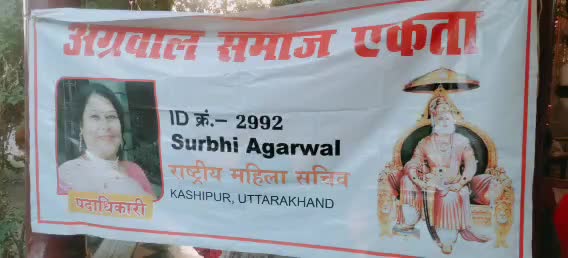 अग्रवाल समाज एकता
ID क्रं.– 2992
Surbhi Agarwal
राष्ट्रीय महिला सचिव
KASHIPUR, UTTARAKHAND
पदाधिकारी